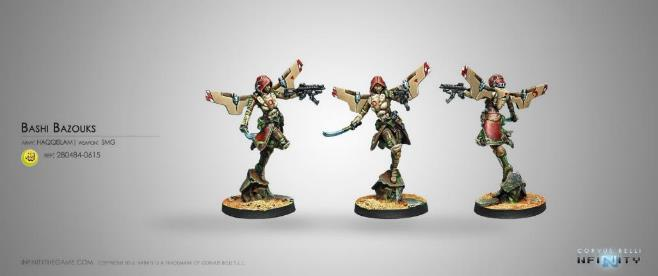 BASHI BAZOUKS
ARMY: HAQQISLAM | WEAPON: SMG
REF: 280484-0615
INFINITYTHEGAME.COM
CORVUS BELLI
INFINITY